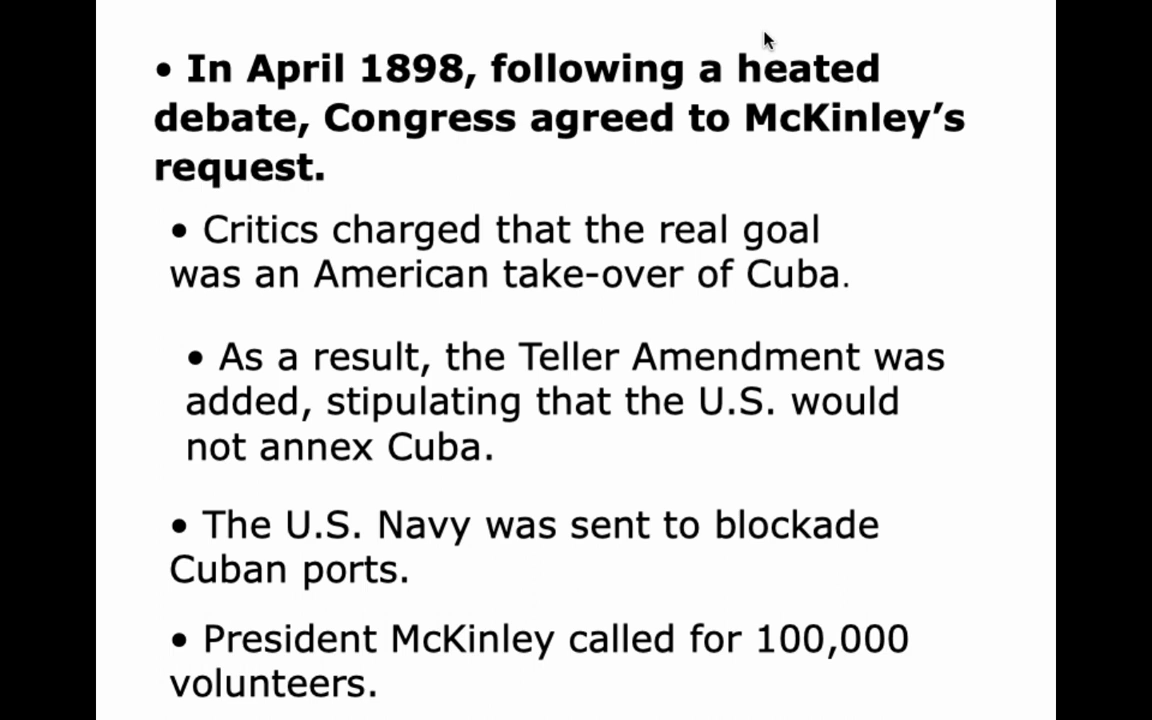 • In April 1898, following a heated
debate, Congress agreed to McKinley’s
request.
• Critics charged that the real goal
was an American take-over of Cuba.
• As a result, the Teller Amendment was
added, stipulating that the U.S. would
not annex Cuba.
• The U.S. Navy was sent to blockade
Cuban ports.
• President McKinley called for 100,000
volunteers.